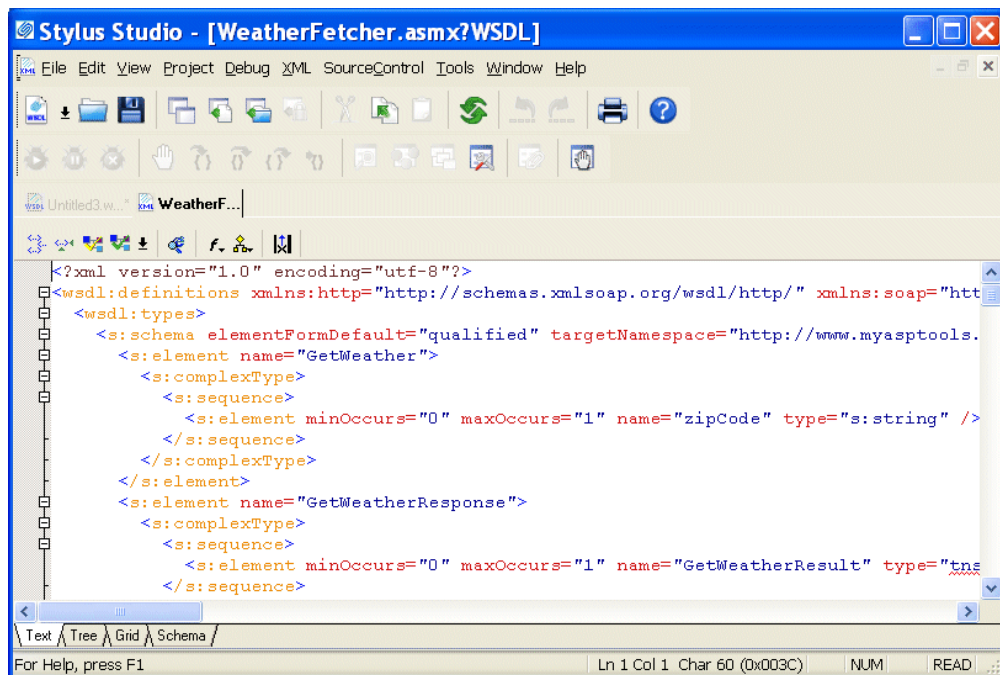 Stylus Studio - [WeatherFetcher.asmx?WSDL]
File Edit View Project Debug XML SourceControl Tools Window Help
Untitled3.w...* WeatherF...
<?xml version="1.0" encoding="utf-8"?>
<wsdl:definitions xmlns:http="http://schemas.xmlsoap.org/wsdl/http/" xmlns:soap="htt
<wsdl:types>
<s:schema elementFormDefault="qualified" targetNamespace="http://www.myasptools.
<s:element name="GetWeather">
<s:complexType>
<s:sequence>
<s:element minOccurs="0" maxOccurs="1" name="zipCode" type="s:string" />
</s:sequence>
</s:complexType>
</s:element>
<s:element name="GetWeatherResponse">
<s:complexType>
<s:sequence>
<s:element minOccurs="0" maxOccurs="1" name="GetWeatherResult" type="tns
</s:sequence>
Text Tree Grid Schema
For Help, press F1 Ln 1 Col 1 Char 60 (0x003C) NUM READ